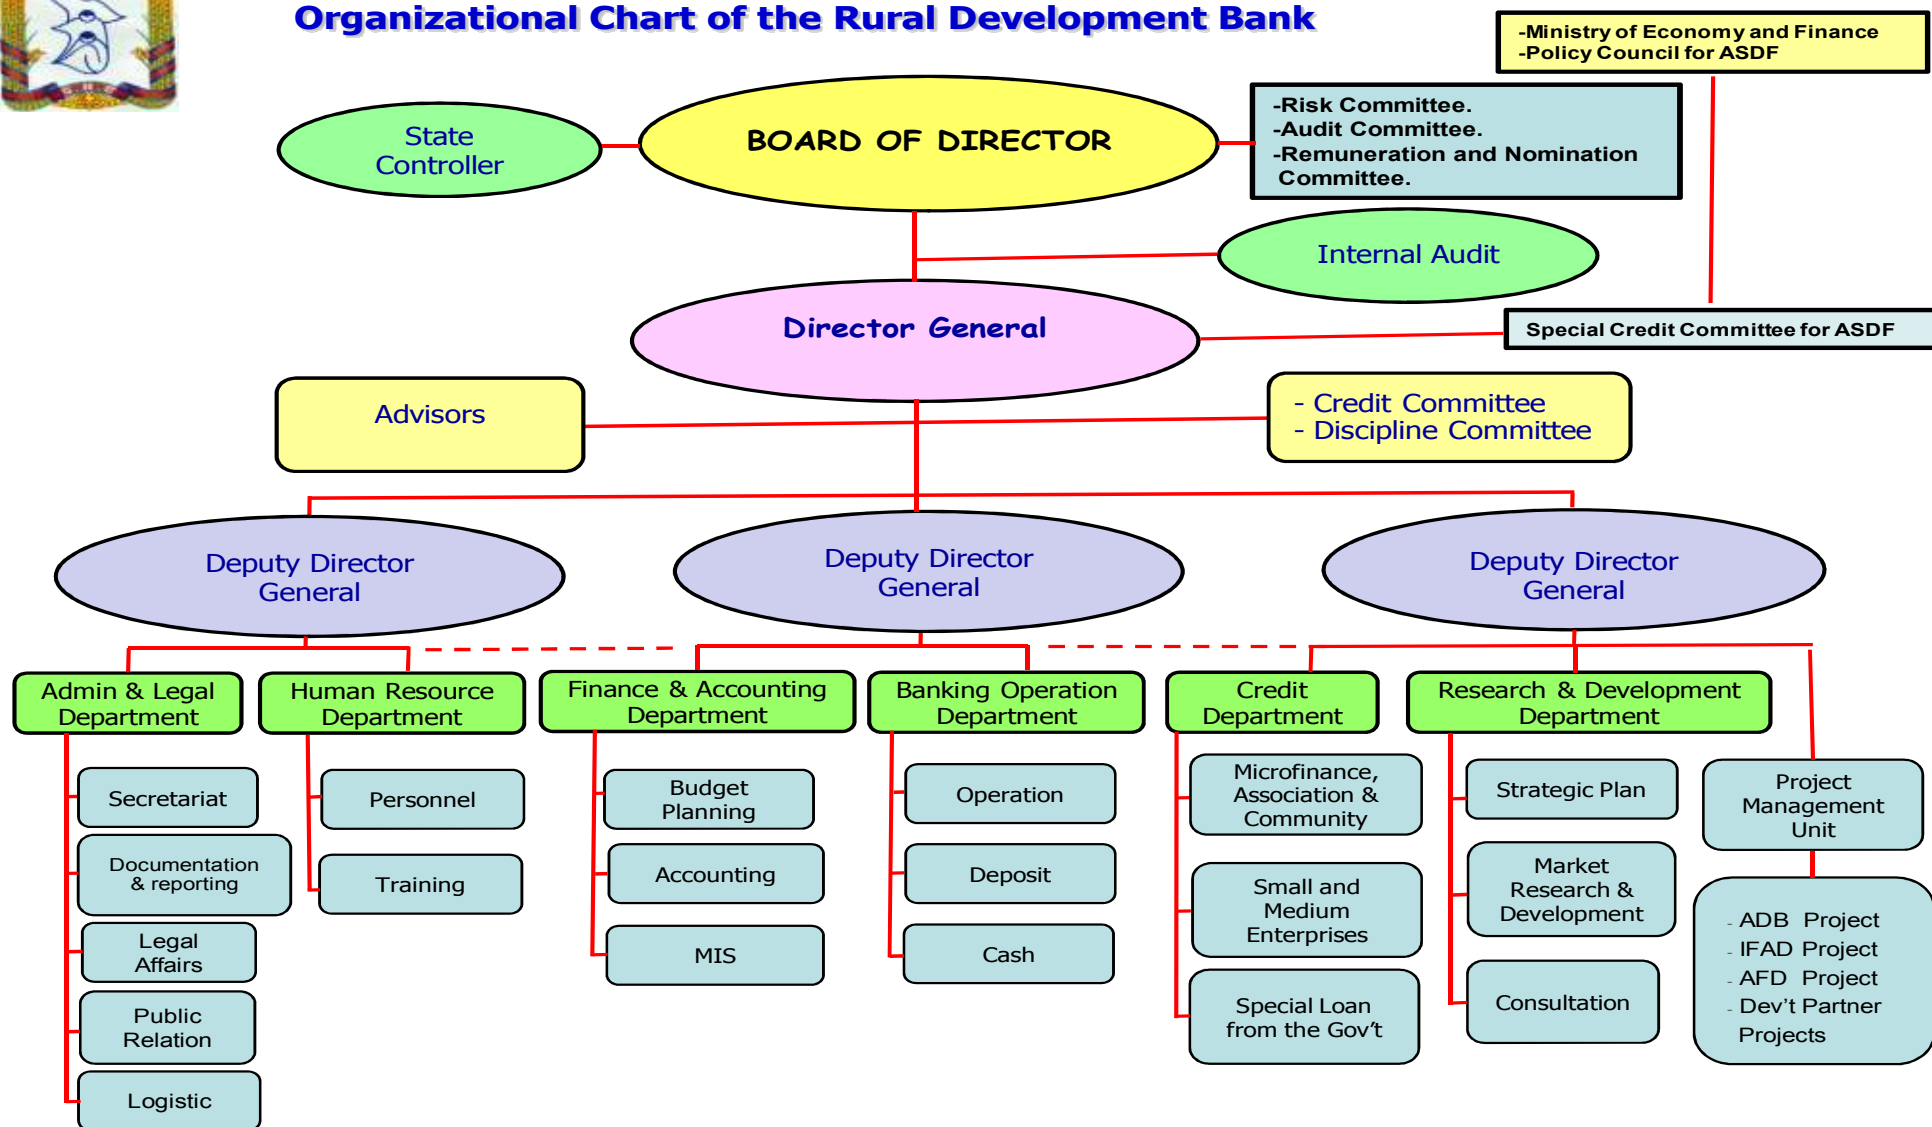 Organizational Chart of the Rural Development Bank
-Ministry of Economy and Finance
-Policy Council for ASDF
State
Controller
BOARD OF DIRECTOR
-Risk Committee.
-Audit Committee.
-Remuneration and Nomination
Committee.
Internal Audit
Director General
Special Credit Committee for ASDF
Advisors
- Credit Committee
- Discipline Committee
Deputy Director
General
Deputy Director
General
Deputy Director
General
Admin & Legal
Department
Human Resource
Department
Finance & Accounting
Department
Banking Operation
Department
Credit
Department
Research & Development
Department
Secretariat
Documentation
& reporting
Legal
Affairs
Public
Relation
Logistic
Personnel
Training
Budget
Planning
Accounting
MIS
Operation
Deposit
Cash
Microfinance,
Association &
Community
Small and
Medium
Enterprises
Special Loan
from the Gov't
Strategic Plan
Market
Research &
Development
Consultation
Project
Management
Unit
- ADB Project
- IFAD Project
- AFD Project
- Dev't Partner
Projects